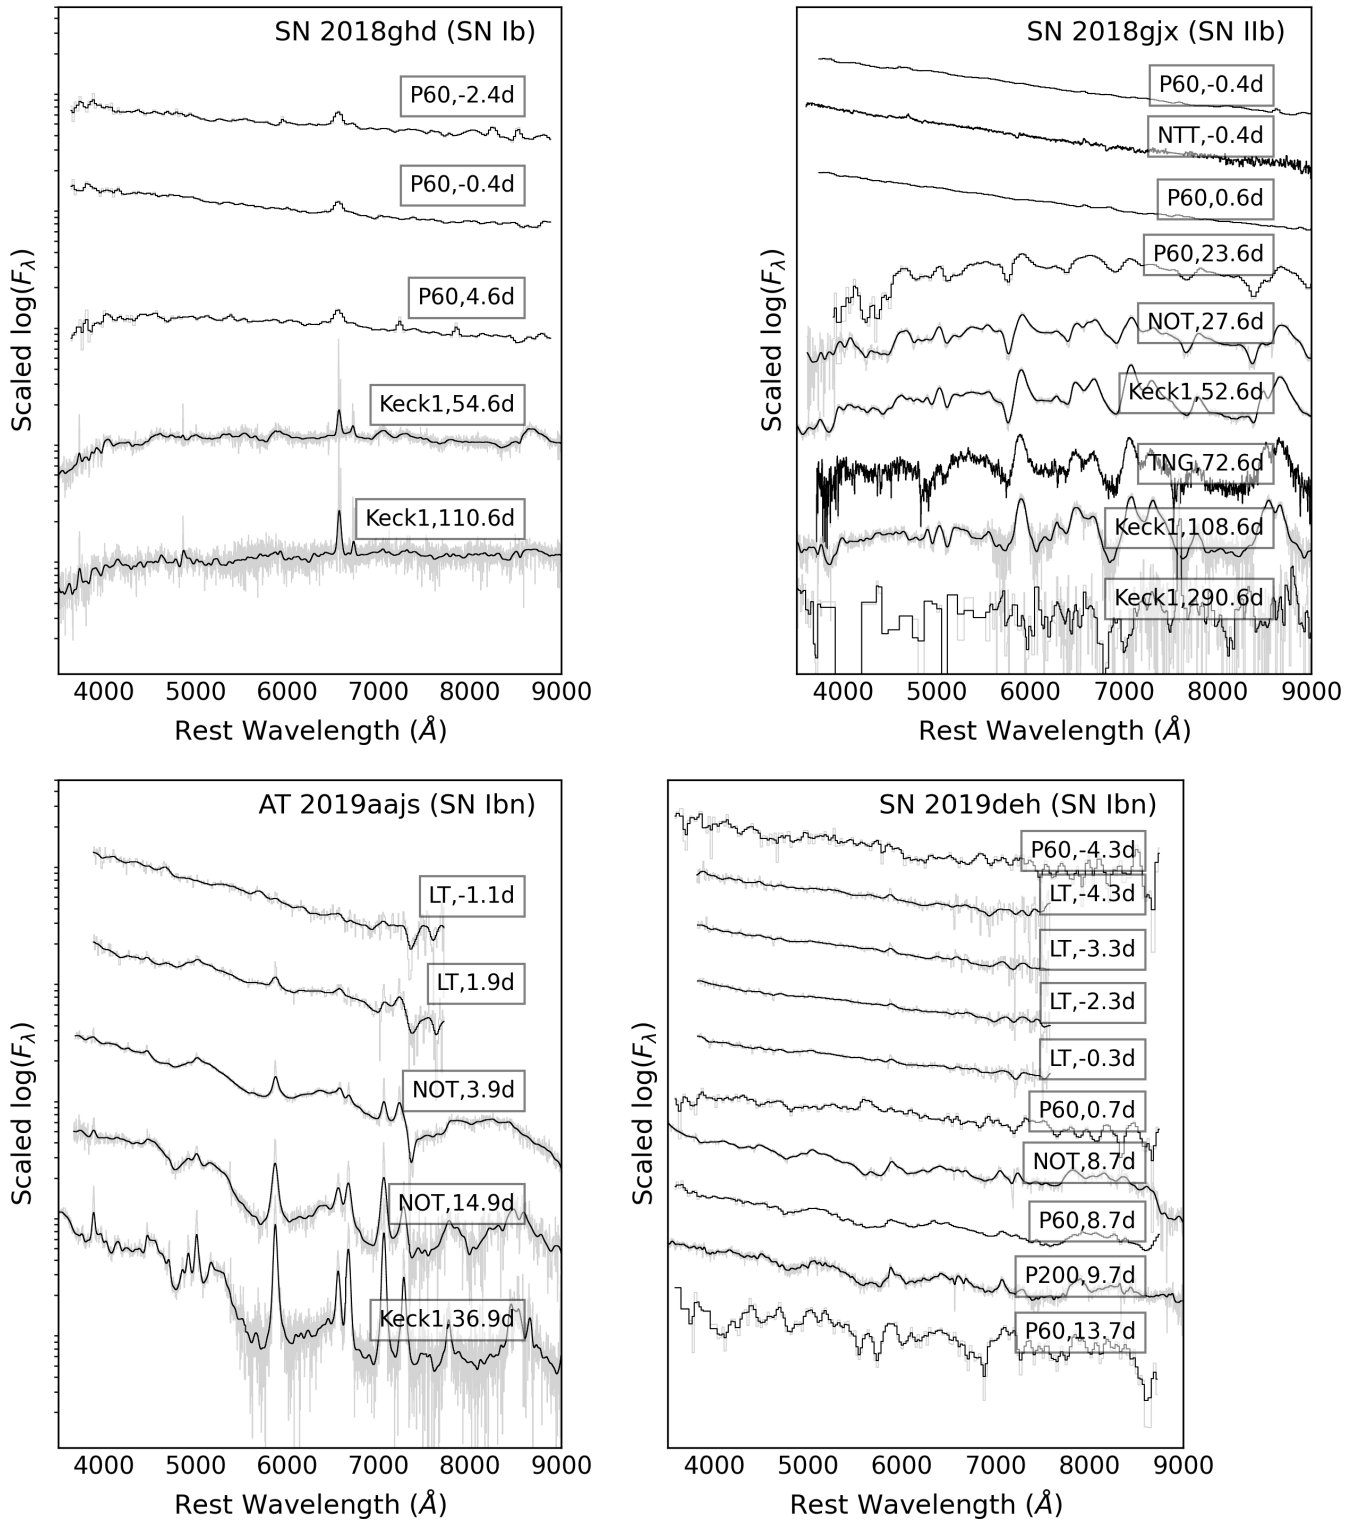 SN 2018ghd (SN Ib)
P60,-2.4d
P60,-0.4d
P60,4.6d
Keck1,54.6d
Keck1,110.6d
Scaled log(Fλ)
4000 5000 6000 7000 8000 9000
Rest Wavelength (Å)
SN 2018gjx (SN IIb)
P60,-0.4d
NTT,-0.4d
P60,0.6d
P60,23.6d
NOT,27.6d
Keck1,52.6d
TNG,72.6d
Keck1,108.6d
Keck1,290.6d
Scaled log(Fλ)
4000 5000 6000 7000 8000 9000
Rest Wavelength (Å)
AT 2019aajs (SN Ibn)
LT,-1.1d
LT,1.9d
NOT,3.9d
NOT,14.9d
Keck1,36.9d
Scaled log(Fλ)
4000 5000 6000 7000 8000 9000
Rest Wavelength (Å)
SN 2019deh (SN Ibn)
P60,-4.3d
LT,-4.3d
LT,-3.3d
LT,-2.3d
LT,-0.3d
P60,0.7d
NOT,8.7d
P60,8.7d
P200,9.7d
P60,13.7d
Scaled log(Fλ)
4000 5000 6000 7000 8000 9000
Rest Wavelength (Å)